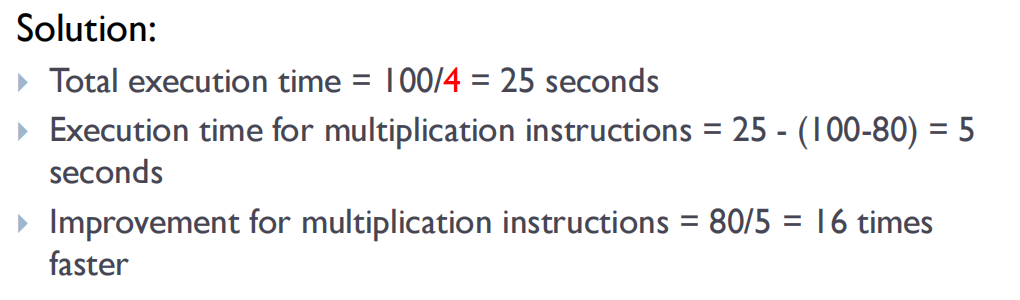 Solution:
Total execution time = 100/4 = 25 seconds
Execution time for multiplication instructions = 25 - (100-80) = 5
seconds
Improvement for multiplication instructions = 80/5 = 16 times
faster